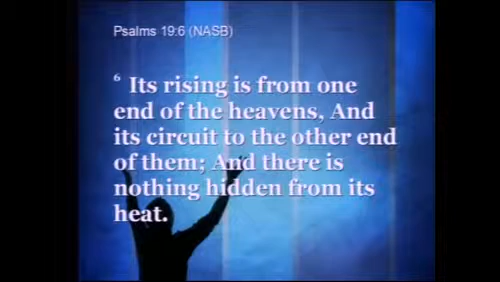 Psalms 19:6 (NASB)
6 Its rising is from one
end of the heavens, And
its circuit to the other end
of them; And there is
nothing hidden from its
heat.